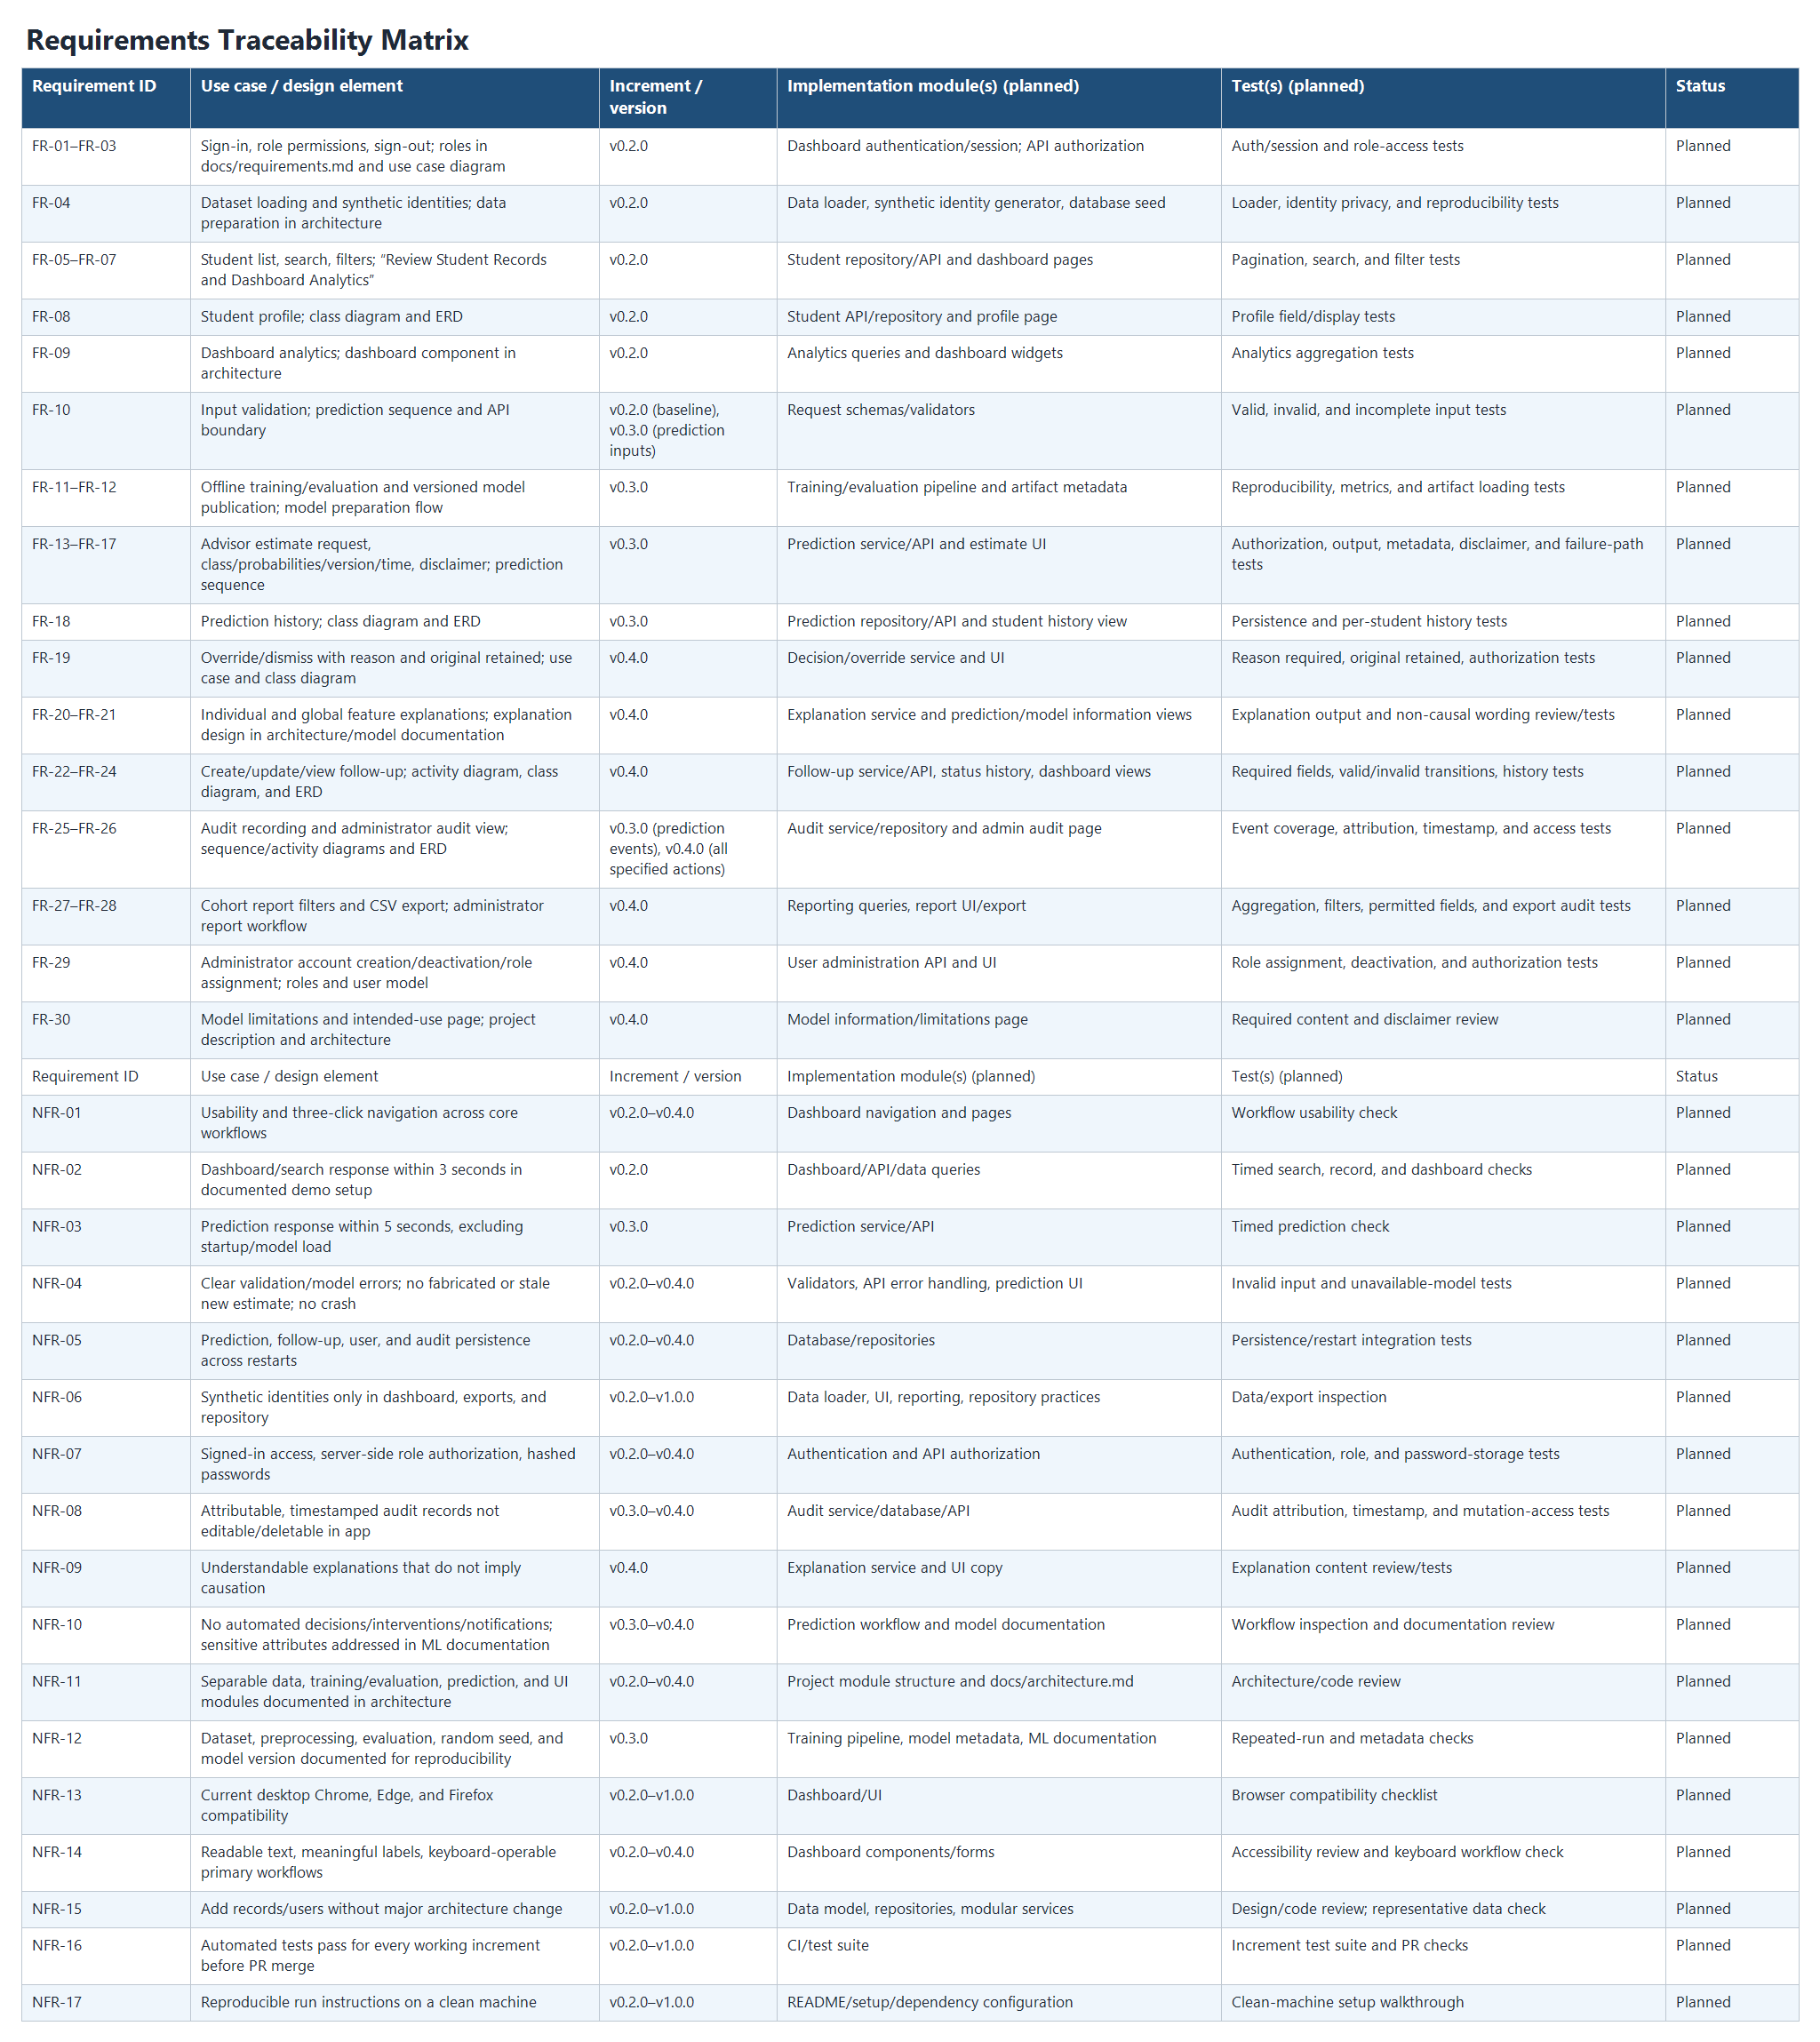 Requirements Traceability Matrix
Requirement ID | Use case / design element | Increment / version | Implementation module(s) (planned) | Test(s) (planned) | Status
FR-01–FR-03 | Sign-in, role permissions, sign-out; roles in docs/requirements.md and use case diagram | v0.2.0 | Dashboard authentication/session; API authorization | Auth/session and role-access tests | Planned
FR-04 | Dataset loading and synthetic identities; data preparation in architecture | v0.2.0 | Data loader, synthetic identity generator, database seed | Loader, identity privacy, and reproducibility tests | Planned
FR-05–FR-07 | Student list, search, filters; “Review Student Records and Dashboard Analytics” | v0.2.0 | Student repository/API and dashboard pages | Pagination, search, and filter tests | Planned
FR-08 | Student profile; class diagram and ERD | v0.2.0 | Student API/repository and profile page | Profile field/display tests | Planned
FR-09 | Dashboard analytics; dashboard component in architecture | v0.2.0 | Analytics queries and dashboard widgets | Analytics aggregation tests | Planned
FR-10 | Input validation; prediction sequence and API boundary | v0.2.0 (baseline), v0.3.0 (prediction inputs) | Request schemas/validators | Valid, invalid, and incomplete input tests | Planned
FR-11–FR-12 | Offline training/evaluation and versioned model publication; model preparation flow | v0.3.0 | Training/evaluation pipeline and artifact metadata | Reproducibility, metrics, and artifact loading tests | Planned
FR-13–FR-17 | Advisor estimate request, class/probabilities/version/time, disclaimer; prediction sequence | v0.3.0 | Prediction service/API and estimate UI | Authorization, output, metadata, disclaimer, and failure-path tests | Planned
FR-18 | Prediction history; class diagram and ERD | v0.3.0 | Prediction repository/API and student history view | Persistence and per-student history tests | Planned
FR-19 | Override/dismiss with reason and original retained; use case and class diagram | v0.4.0 | Decision/override service and UI | Reason required, original retained, authorization tests | Planned
FR-20–FR-21 | Individual and global feature explanations; explanation design in architecture/model documentation | v0.4.0 | Explanation service and prediction/model information views | Explanation output and non-causal wording review/tests | Planned
FR-22–FR-24 | Create/update/view follow-up; activity diagram, class diagram, and ERD | v0.4.0 | Follow-up service/API, status history, dashboard views | Required fields, valid/invalid transitions, history tests | Planned
FR-25–FR-26 | Audit recording and administrator audit view; sequence/activity diagrams and ERD | v0.3.0 (prediction events), v0.4.0 (all specified actions) | Audit service/repository and admin audit page | Event coverage, attribution, timestamp, and access tests | Planned
FR-27–FR-28 | Cohort report filters and CSV export; administrator report workflow | v0.4.0 | Reporting queries, report UI/export | Aggregation, filters, permitted fields, and export audit tests | Planned
FR-29 | Administrator account creation/deactivation/role assignment; roles and user model | v0.4.0 | User administration API and UI | Role assignment, deactivation, and authorization tests | Planned
FR-30 | Model limitations and intended-use page; project description and architecture | v0.4.0 | Model information/limitations page | Required content and disclaimer review | Planned
Requirement ID | Use case / design element | Increment / version | Implementation module(s) (planned) | Test(s) (planned) | Status
NFR-01 | Usability and three-click navigation across core workflows | v0.2.0–v0.4.0 | Dashboard navigation and pages | Workflow usability check | Planned
NFR-02 | Dashboard/search response within 3 seconds in documented demo setup | v0.2.0 | Dashboard/API/data queries | Timed search, record, and dashboard checks | Planned
NFR-03 | Prediction response within 5 seconds, excluding startup/model load | v0.3.0 | Prediction service/API | Timed prediction check | Planned
NFR-04 | Clear validation/model errors; no fabricated or stale new estimate; no crash | v0.2.0–v0.4.0 | Validators, API error handling, prediction UI | Invalid input and unavailable-model tests | Planned
NFR-05 | Prediction, follow-up, user, and audit persistence across restarts | v0.2.0–v0.4.0 | Database/repositories | Persistence/restart integration tests | Planned
NFR-06 | Synthetic identities only in dashboard, exports, and repository | v0.2.0–v1.0.0 | Data loader, UI, reporting, repository practices | Data/export inspection | Planned
NFR-07 | Signed-in access, server-side role authorization, hashed passwords | v0.2.0–v0.4.0 | Authentication and API authorization | Authentication, role, and password-storage tests | Planned
NFR-08 | Attributable, timestamped audit records not editable/deletable in app | v0.3.0–v0.4.0 | Audit service/database/API | Audit attribution, timestamp, and mutation-access tests | Planned
NFR-09 | Understandable explanations that do not imply causation | v0.4.0 | Explanation service and UI copy | Explanation content review/tests | Planned
NFR-10 | No automated decisions/interventions/notifications; sensitive attributes addressed in ML documentation | v0.3.0–v0.4.0 | Prediction workflow and model documentation | Workflow inspection and documentation review | Planned
NFR-11 | Separable data, training/evaluation, prediction, and UI modules documented in architecture | v0.2.0–v0.4.0 | Project module structure and docs/architecture.md | Architecture/code review | Planned
NFR-12 | Dataset, preprocessing, evaluation, random seed, and model version documented for reproducibility | v0.3.0 | Training pipeline, model metadata, ML documentation | Repeated-run and metadata checks | Planned
NFR-13 | Current desktop Chrome, Edge, and Firefox compatibility | v0.2.0–v1.0.0 | Dashboard/UI | Browser compatibility checklist | Planned
NFR-14 | Readable text, meaningful labels, keyboard-operable primary workflows | v0.2.0–v0.4.0 | Dashboard components/forms | Accessibility review and keyboard workflow check | Planned
NFR-15 | Add records/users without major architecture change | v0.2.0–v1.0.0 | Data model, repositories, modular services | Design/code review; representative data check | Planned
NFR-16 | Automated tests pass for every working increment before PR merge | v0.2.0–v1.0.0 | CI/test suite | Increment test suite and PR checks | Planned
NFR-17 | Reproducible run instructions on a clean machine | v0.2.0–v1.0.0 | README/setup/dependency configuration | Clean-machine setup walkthrough | Planned